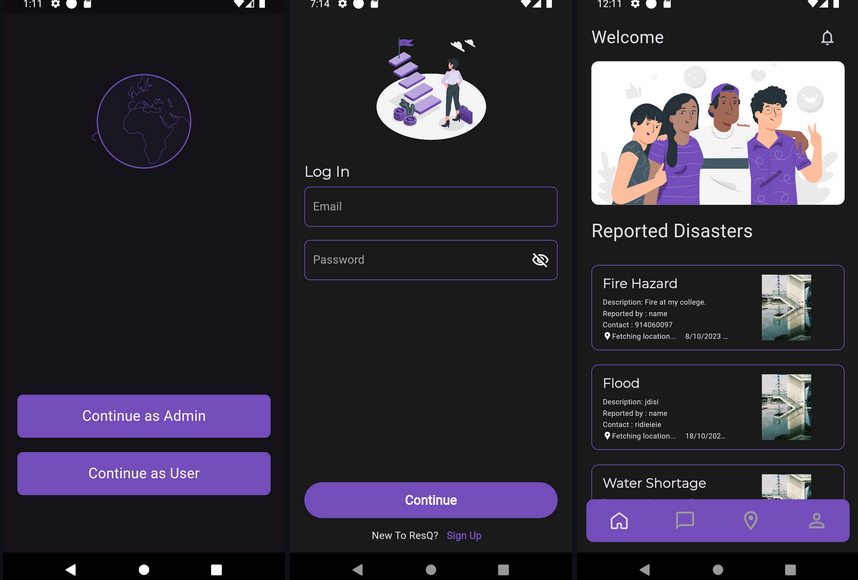 1:11
Continue as Admin
Continue as User
7:14
Log In
Email
Password
Continue
New To ResQ? Sign Up
12:11
Welcome
Reported Disasters
Fire Hazard
Description: Fire at my college.
Reported by : name
Contact : 914060097
Fetching location... 8/10/2023 ...
Flood
Description: jdisi
Reported by : name
Contact : ridieieie
Fetching location... 18/10/202...
Water Shortage